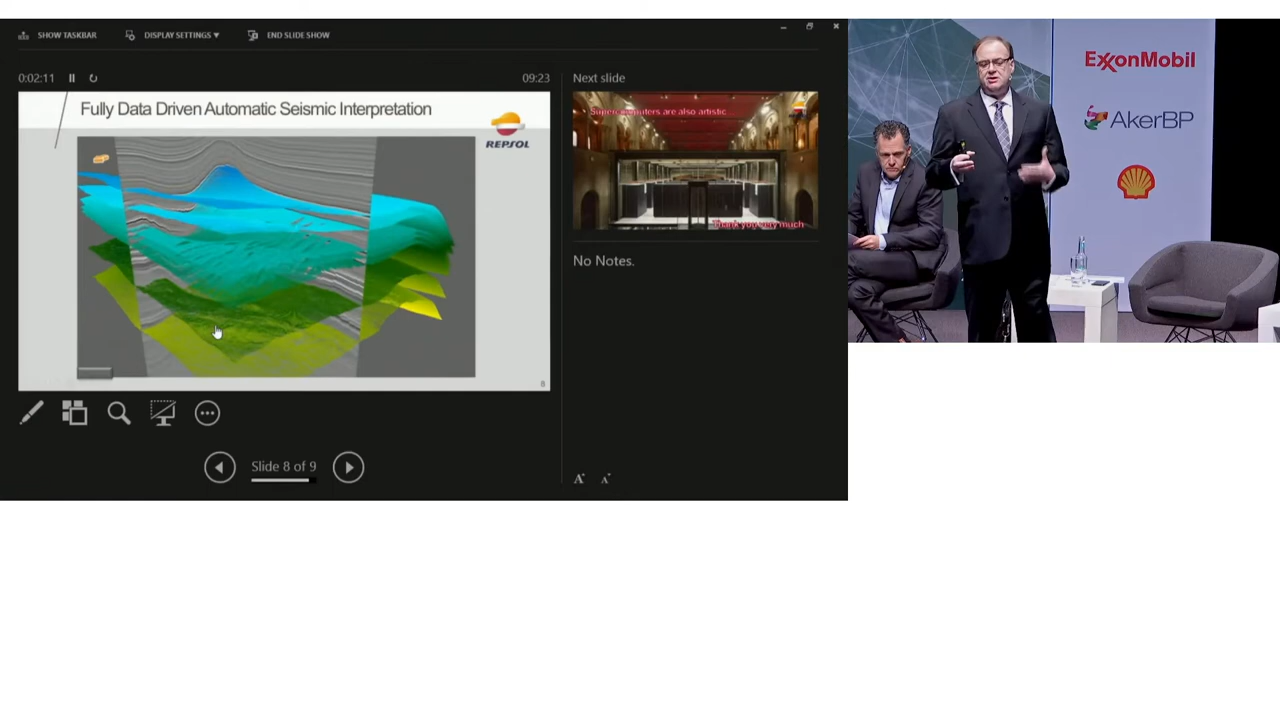 SHOW TASKBAR
DISPLAY SETTINGS ▼
END SLIDE SHOW
0:02:11
09:23
Next slide
Fully Data Driven Automatic Seismic Interpretation
REPSOL
8
Supercomputers are also artistic
Thank you very much
No Notes.
Slide 8 of 9
A
A
ExxonMobil
AkerBP